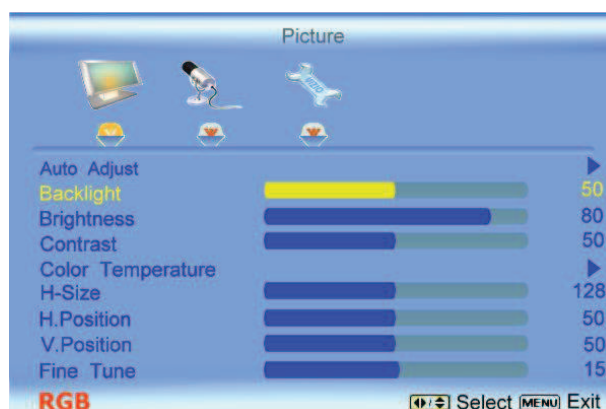 Picture
VIZIO
Auto Adjust
Backlight 50
Brightness 80
Contrast 50
Color Temperature
H-Size 128
H.Position 50
V.Position 50
Fine Tune 15
RGB Select MENU Exit